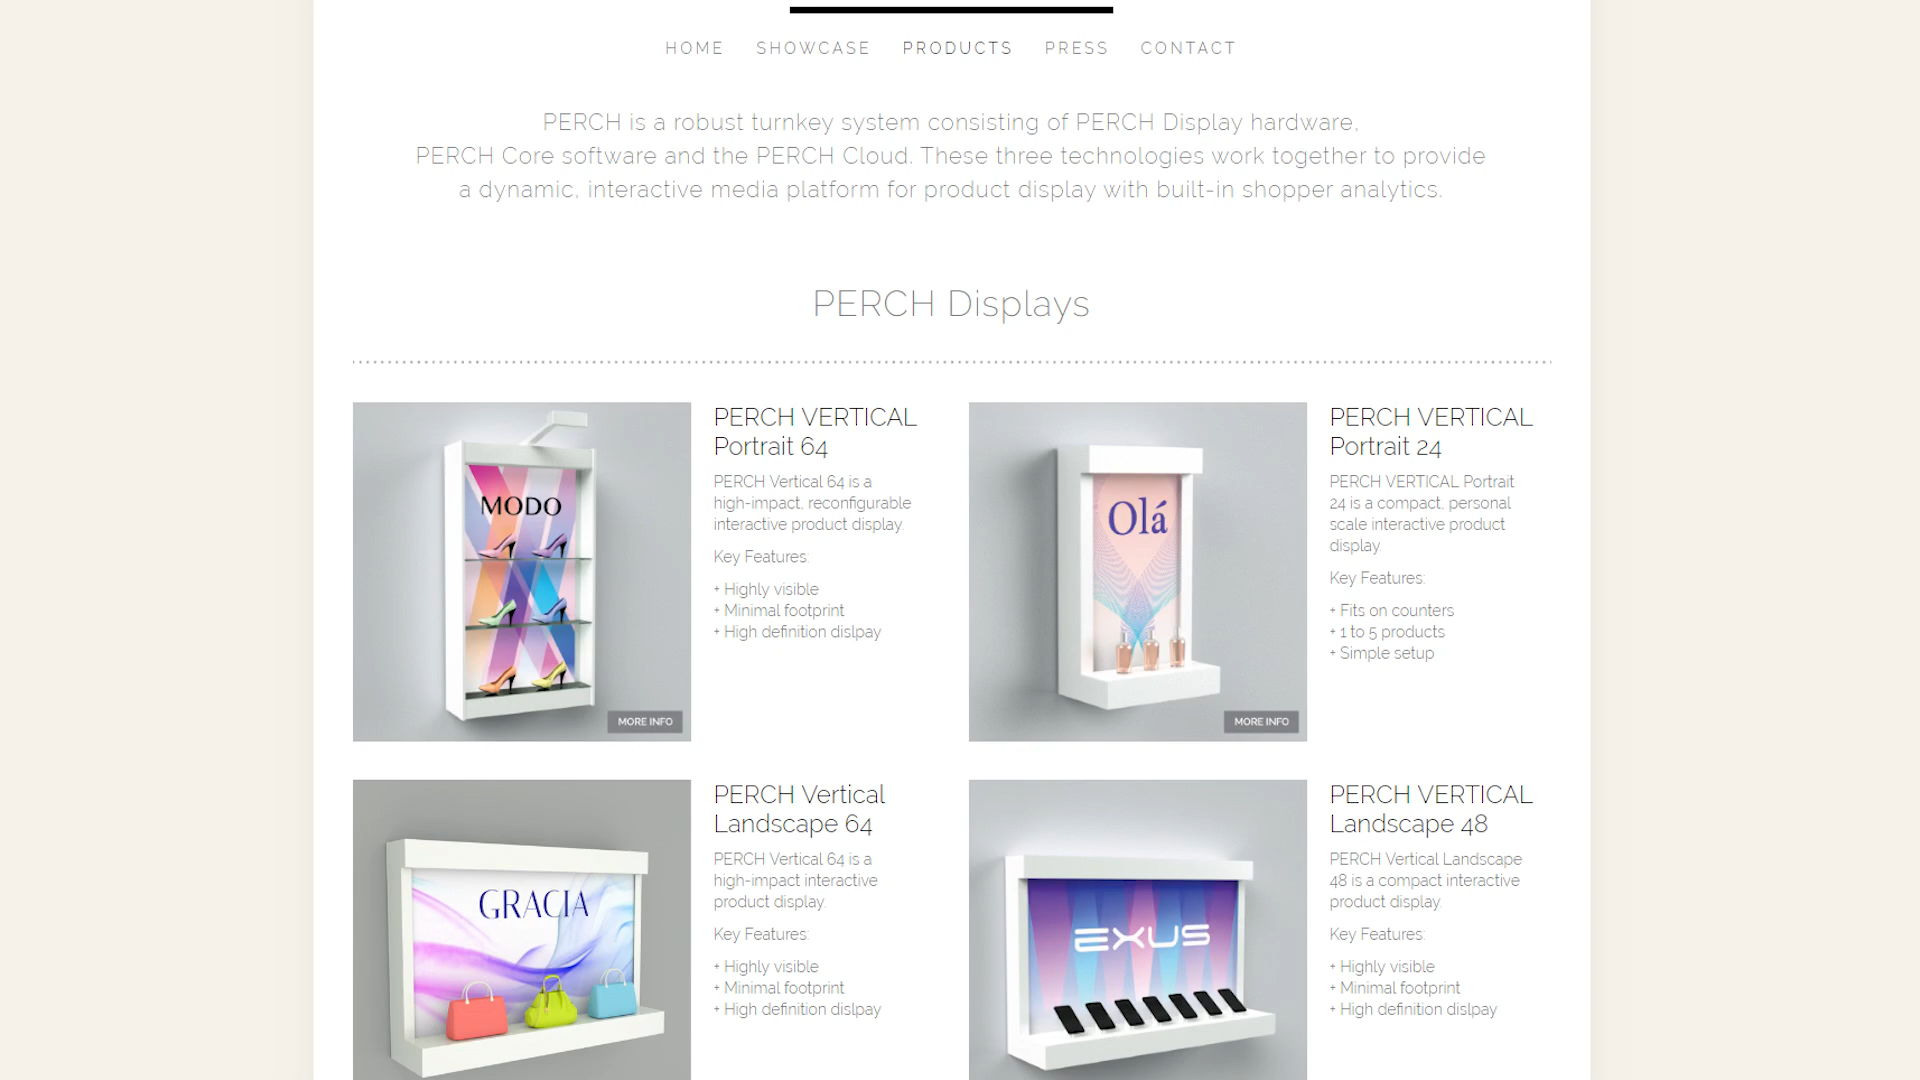 HOME SHOWCASE PRODUCTS PRESS CONTACT
PERCH is a robust turnkey system consisting of PERCH Display hardware,
PERCH Core software and the PERCH Cloud. These three technologies work together to provide
a dynamic, interactive media platform for product display with built-in shopper analytics.
PERCH Displays
MODO
MORE INFO
PERCH VERTICAL
Portrait 64
PERCH Vertical 64 is a
high-impact, reconfigurable
interactive product display.
Key Features:
+ Highly visible
+ Minimal footprint
+ High definition dislpay
Olá
MORE INFO
PERCH VERTICAL
Portrait 24
PERCH VERTICAL Portrait
24 is a compact, personal
scale interactive product
display.
Key Features:
+ Fits on counters
+ 1 to 5 products
+ Simple setup
GRACIA
PERCH Vertical
Landscape 64
PERCH Vertical 64 is a
high-impact interactive
product display.
Key Features:
+ Highly visible
+ Minimal footprint
+ High definition dislpay
EXUS
PERCH VERTICAL
Landscape 48
PERCH Vertical Landscape
48 is a compact interactive
product display.
Key Features:
+ Highly visible
+ Minimal footprint
+ High definition dislpay